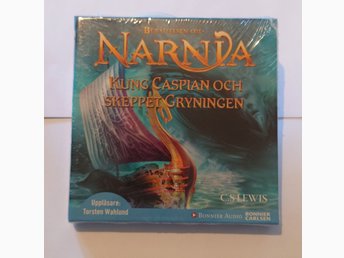 BERÄTTELSEN OM
NARNIA
KUNG CASPIAN OCH
SKEPPET GRYNINGEN
C.S. LEWIS
Uppläsare:
Torsten Wahlund
BONNIER AUDIO
BONNIER
CARLSEN